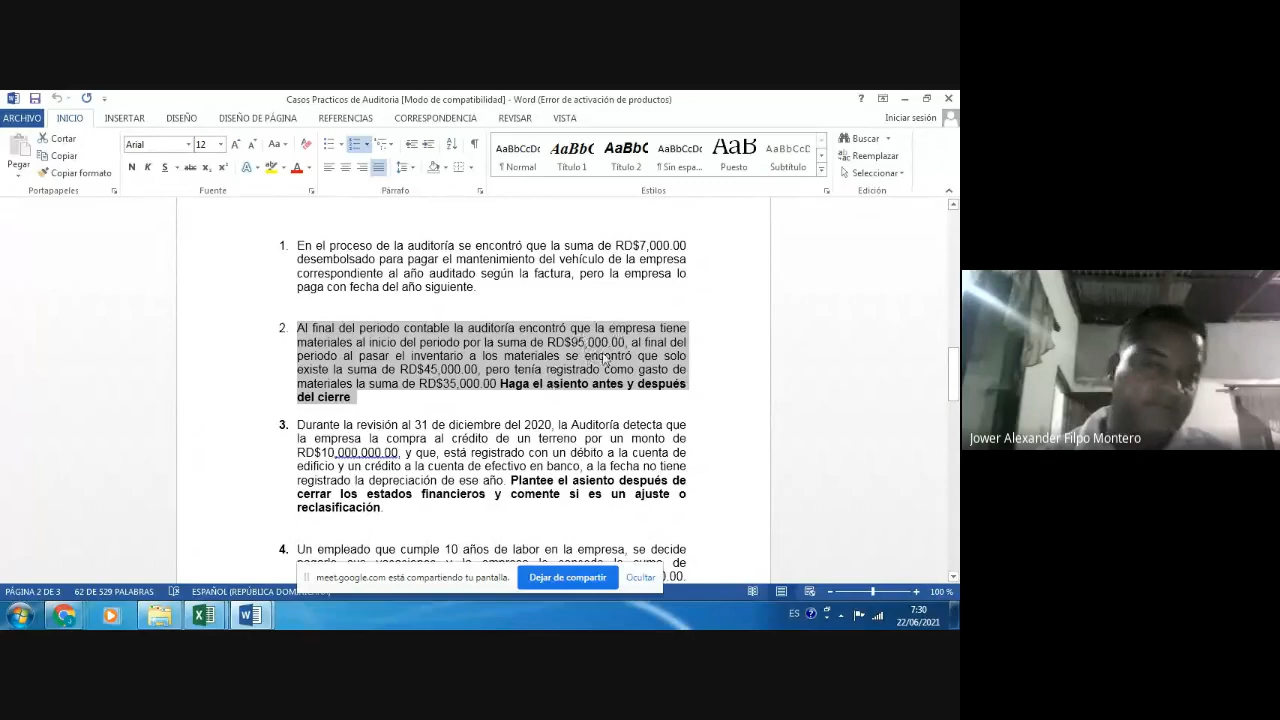 Casos Practicos de Auditoria [Modo de compatibilidad] - Word (Error de activación de productos)
ARCHIVO INICIO INSERTAR DISEÑO DISEÑO DE PÁGINA REFERENCIAS CORRESPONDENCIA REVISAR VISTA Iniciar sesión
Pegar
Cortar
Copiar
Copiar formato
Portapapeles
Arial 12
N K S abc
Fuente
Párrafo
AaBbCcDc AaBbC AaBbC AaBbCcDc AaB AaBbCcDc
¶ Normal Título 1 Título 2 ¶ Sin espa... Puesto Subtítulo
Estilos
Buscar
Reemplazar
Seleccionar
Edición
1. En el proceso de la auditoría se encontró que la suma de RD$7,000.00
desembolsado para pagar el mantenimiento del vehículo de la empresa
correspondiente al año auditado según la factura, pero la empresa lo
paga con fecha del año siguiente.
2. Al final del periodo contable la auditoría encontró que la empresa tiene
materiales al inicio del periodo por la suma de RD$95,000.00, al final del
periodo al pasar el inventario a los materiales se encontró que solo
existe la suma de RD$45,000.00, pero tenía registrado como gasto de
materiales la suma de RD$35,000.00 Haga el asiento antes y después
del cierre
3. Durante la revisión al 31 de diciembre del 2020, la Auditoría detecta que
la empresa la compra al crédito de un terreno por un monto de
RD$10,000,000.00, y que, está registrado con un débito a la cuenta de
edificio y un crédito a la cuenta de efectivo en banco, a la fecha no tiene
registrado la depreciación de ese año. Plantee el asiento después de
cerrar los estados financieros y comente si es un ajuste o
reclasificación.
4. Un empleado que cumple 10 años de labor en la empresa, se decide
meet.google.com está compartiendo tu pantalla. Dejar de compartir Ocultar
PÁGINA 2 DE 3 62 DE 529 PALABRAS ESPAÑOL (REPÚBLICA 100 %
ES 7:30
22/06/2021
Jower Alexander Filpo Montero